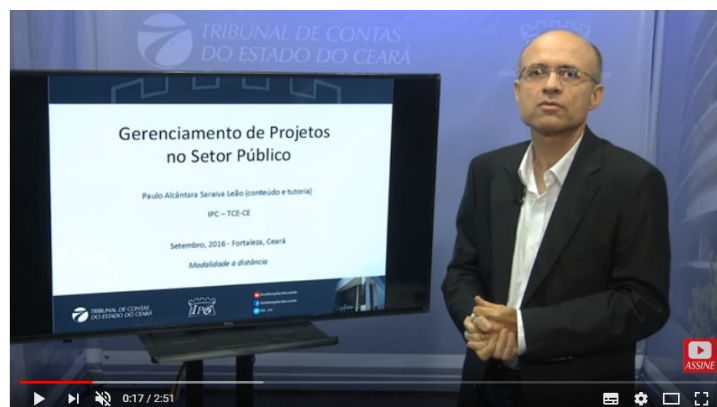 TRIBUNAL DE CONTAS
DO ESTADO DO CEARÁ
Gerenciamento de Projetos
no Setor Público
Paulo Alcântara Saraiva Leão (conteúdo e tutoria)
IPC – TCE-CE
Setembro, 2016 - Fortaleza, Ceará
Modalidade a distância
TRIBUNAL DE CONTAS
DO ESTADO DO CEARÁ
IPC
ASSINE
0:17 / 2:51